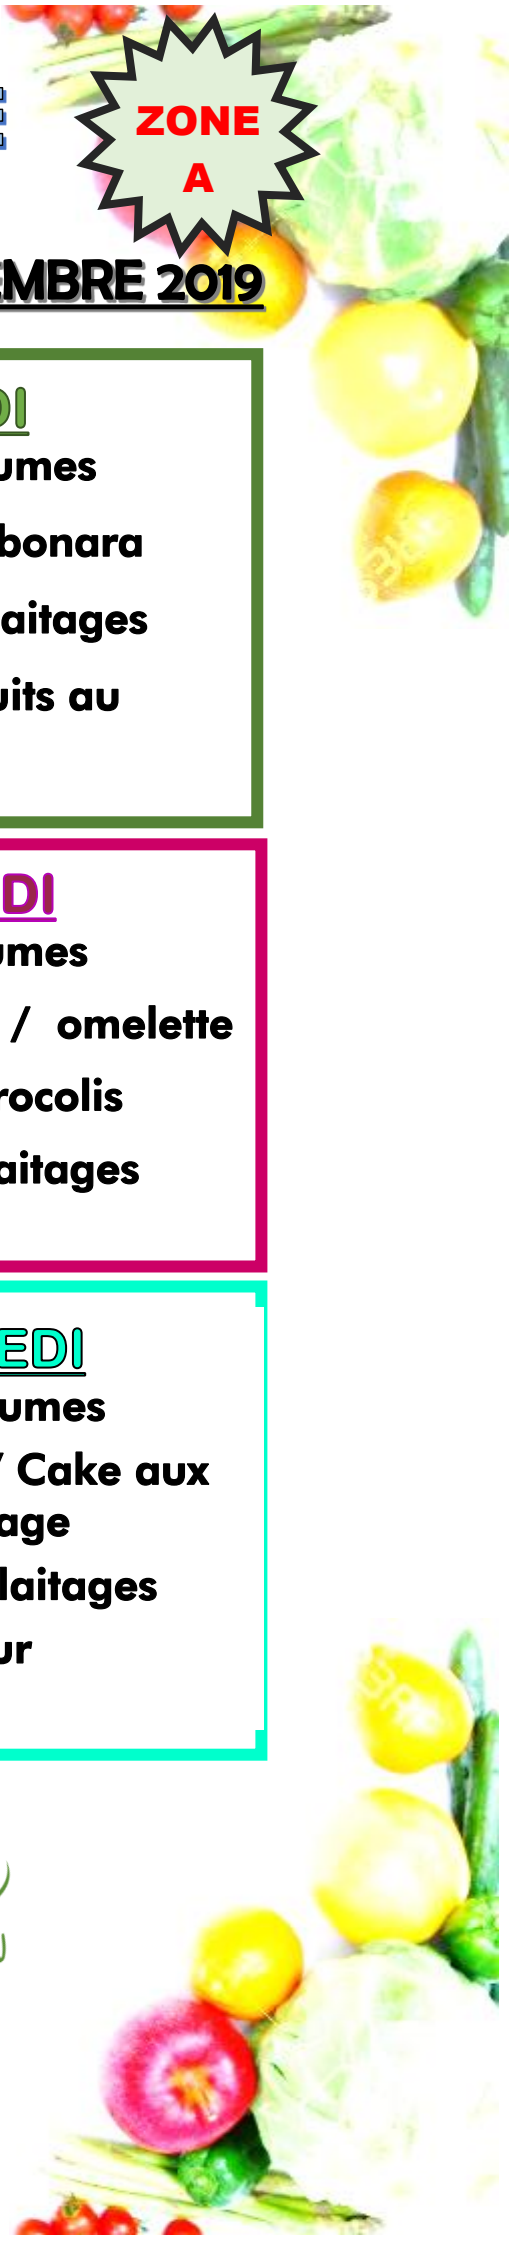 E
ZONE
A
EMBRE 2019
DI
umes
bonara
aitages
uits au
DI
umes
/ omelette
rocolis
aitages
EDI
umes
/ Cake aux
age
laitages
ur